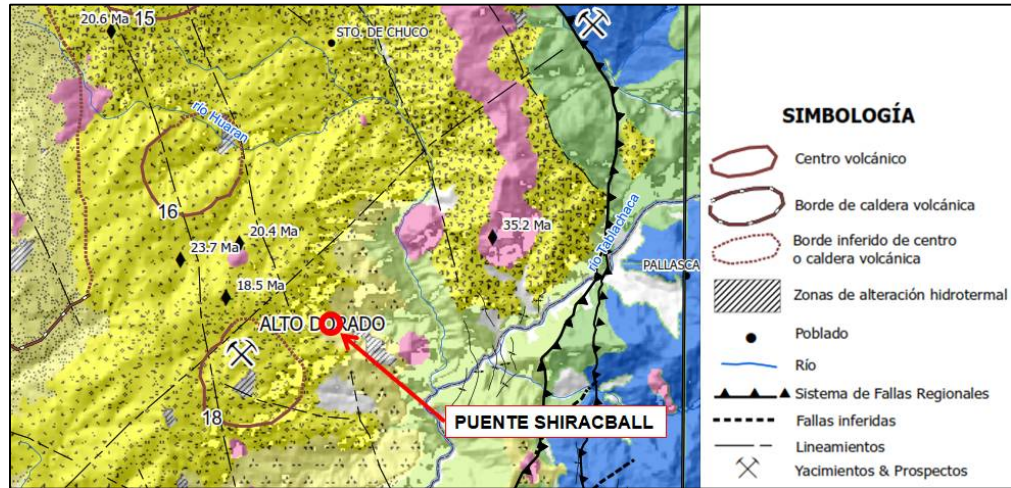 20.6 Ma
15
STO. DE CHUCO
río Huaran
16
20.4 Ma
23.7 Ma
35.2 Ma
río Tablachaca
PALLASCA
18.5 Ma
ALTO DORADO
18
PUENTE SHIRACBALL
SIMBOLOGÍA
Centro volcánico
Borde de caldera volcánica
Borde inferido de centro
o caldera volcánica
Zonas de alteración hidrotermal
Poblado
Río
Sistema de Fallas Regionales
Fallas inferidas
Lineamientos
Yacimientos & Prospectos